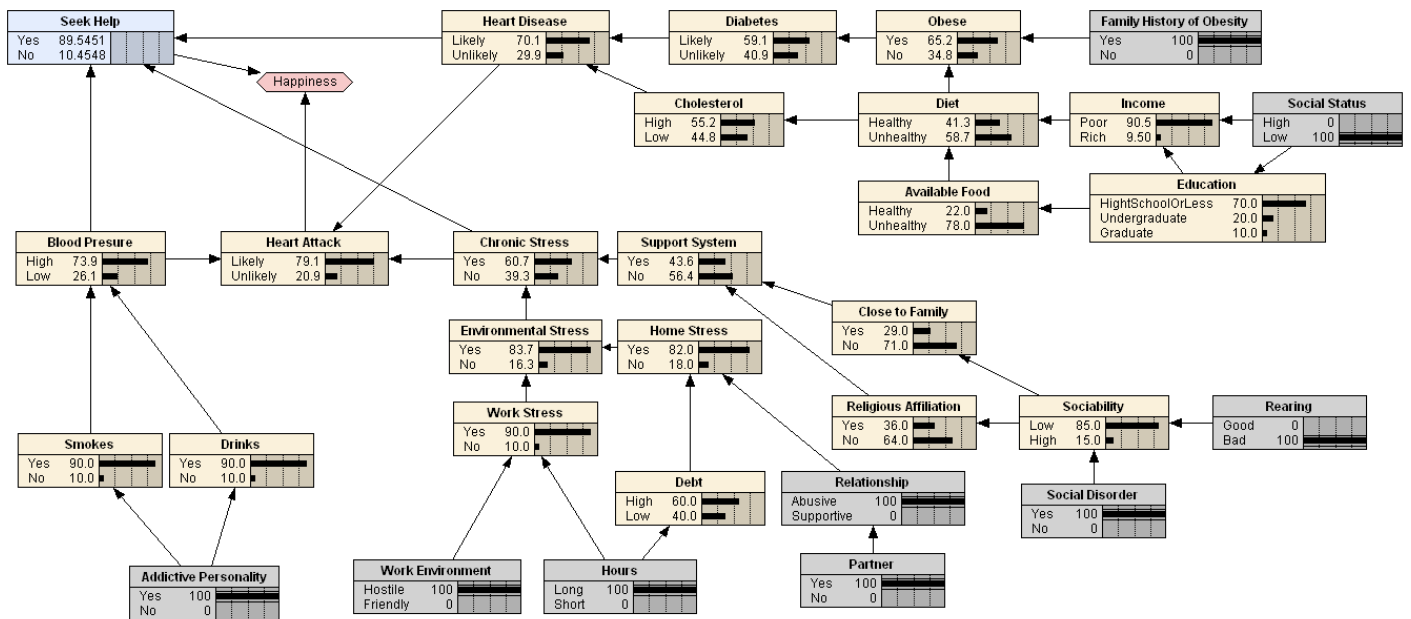 Seek Help
Yes 89.5451
No 10.4548
Heart Disease
Likely 70.1
Unlikely 29.9
Diabetes
Likely 59.1
Unlikely 40.9
Obese
Yes 65.2
No 34.8
Family History of Obesity
Yes 100
No 0
Happiness
Cholesterol
High 55.2
Low 44.8
Diet
Healthy 41.3
Unhealthy 58.7
Income
Poor 90.5
Rich 9.50
Social Status
High 0
Low 100
Available Food
Healthy 22.0
Unhealthy 78.0
Education
HightSchoolOrLess 70.0
Undergraduate 20.0
Graduate 10.0
Blood Presure
High 73.9
Low 26.1
Heart Attack
Likely 79.1
Unlikely 20.9
Chronic Stress
Yes 60.7
No 39.3
Support System
Yes 43.6
No 56.4
Close to Family
Yes 29.0
No 71.0
Environmental Stress
Yes 83.7
No 16.3
Home Stress
Yes 82.0
No 18.0
Work Stress
Yes 90.0
No 10.0
Religious Affiliation
Yes 36.0
No 64.0
Sociability
Low 85.0
High 15.0
Rearing
Good 0
Bad 100
Smokes
Yes 90.0
No 10.0
Drinks
Yes 90.0
No 10.0
Debt
High 60.0
Low 40.0
Relationship
Abusive 100
Supportive 0
Social Disorder
Yes 100
No 0
Addictive Personality
Yes 100
No 0
Work Environment
Hostile 100
Friendly 0
Hours
Long 100
Short 0
Partner
Yes 100
No 0